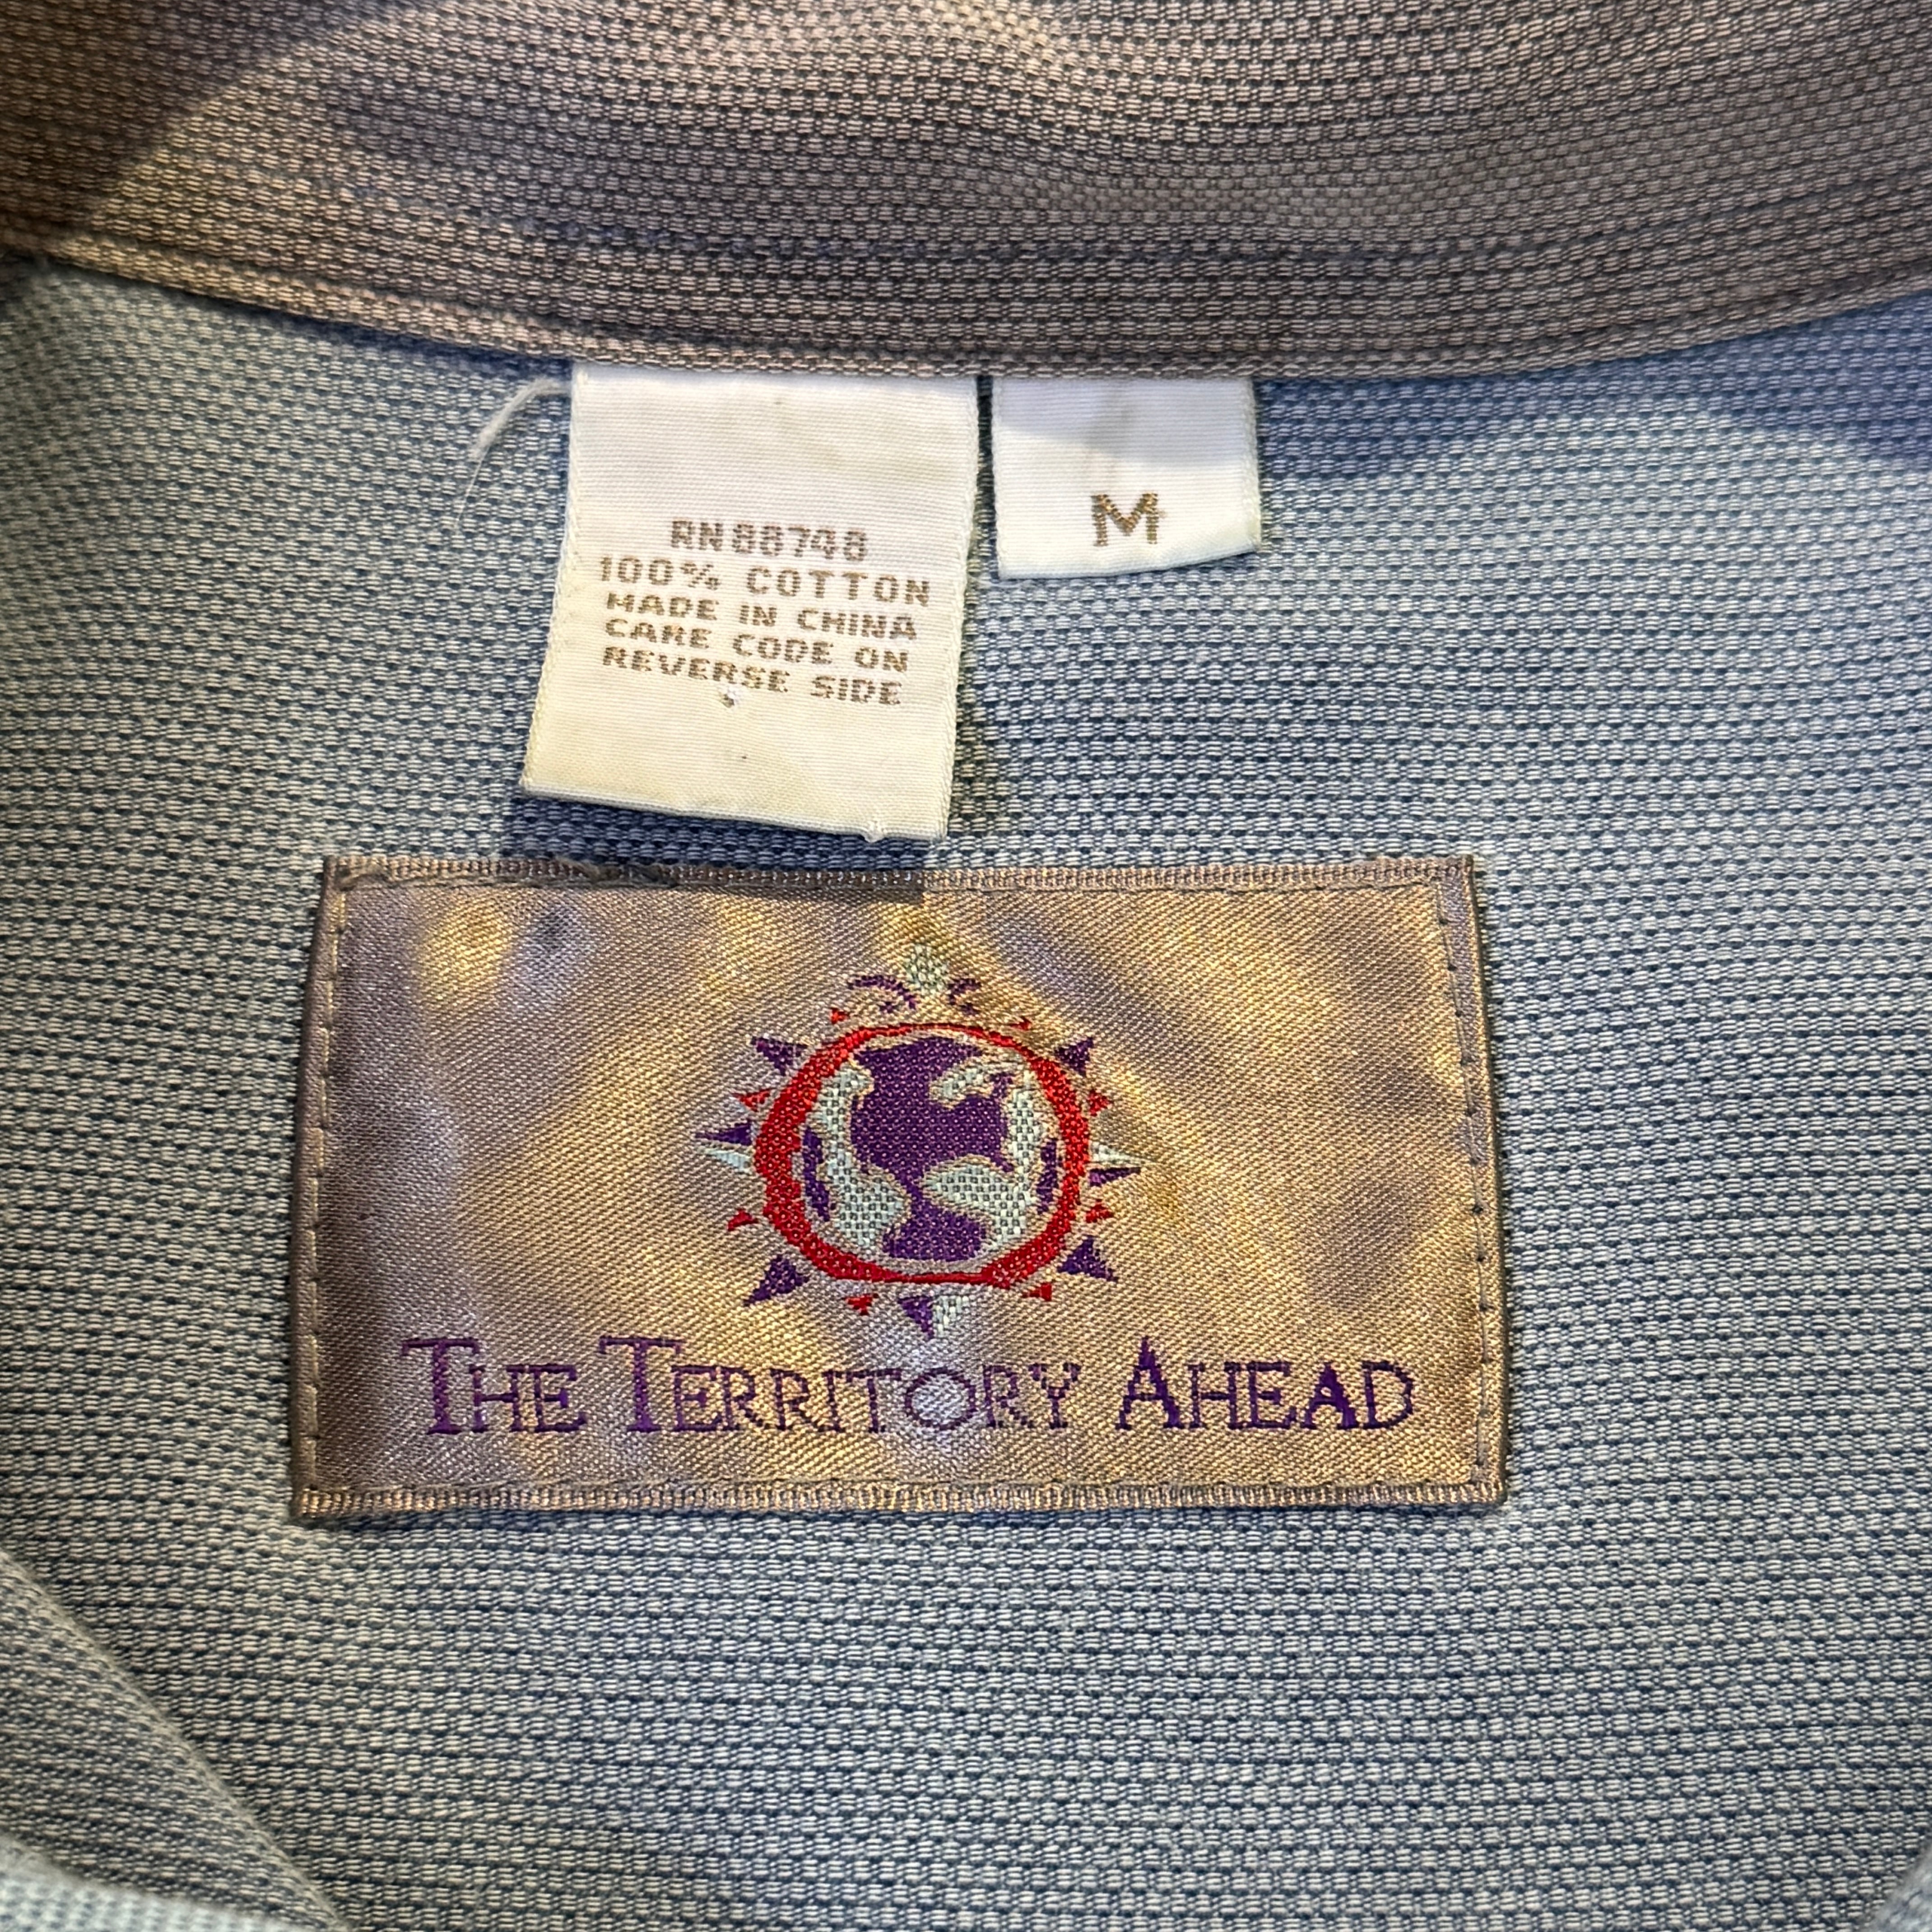 RN88748
100% COTTON
MADE IN CHINA
CARE CODE ON
REVERSE SIDE
M
THE TERRITORY AHEAD